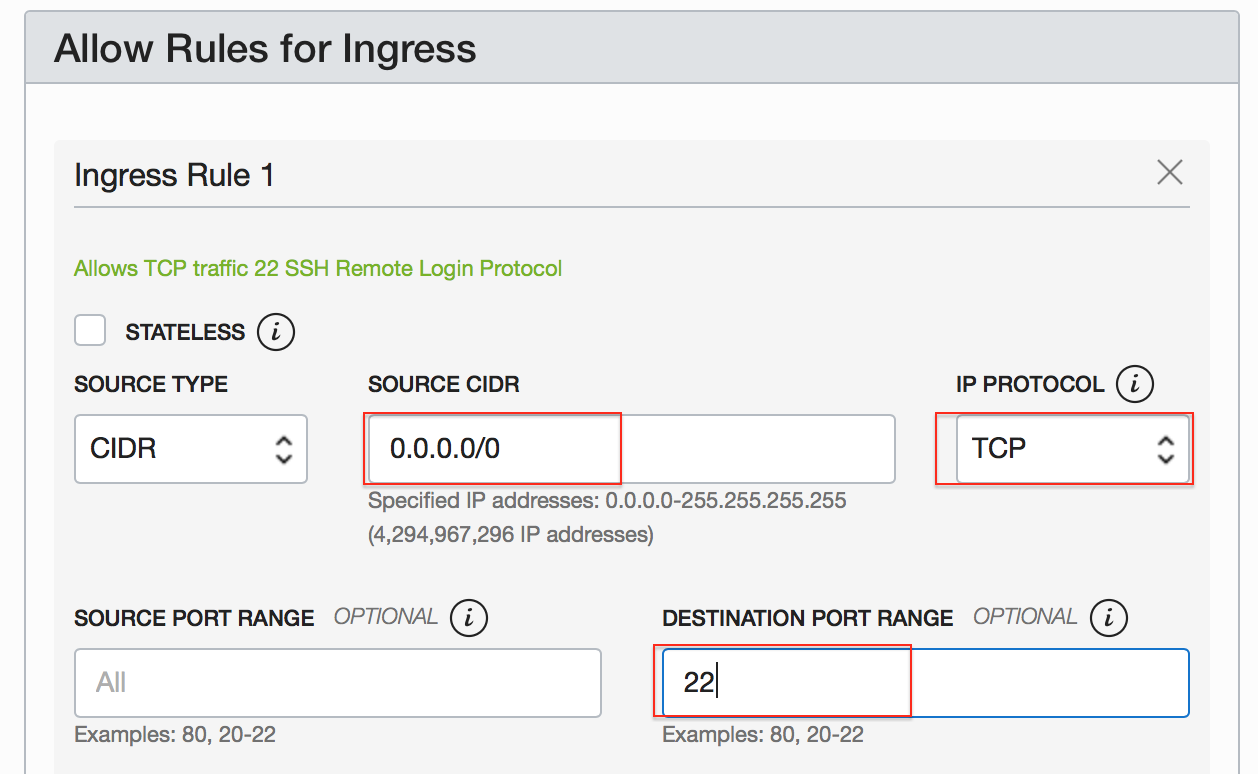 Allow Rules for Ingress
Ingress Rule 1
Allows TCP traffic 22 SSH Remote Login Protocol
STATELESS i
SOURCE TYPE SOURCE CIDR IP PROTOCOL i
CIDR 0.0.0.0/0 TCP
Specified IP addresses: 0.0.0.0-255.255.255.255
(4,294,967,296 IP addresses)
SOURCE PORT RANGE OPTIONAL i DESTINATION PORT RANGE OPTIONAL i
All 22
Examples: 80, 20-22 Examples: 80, 20-22